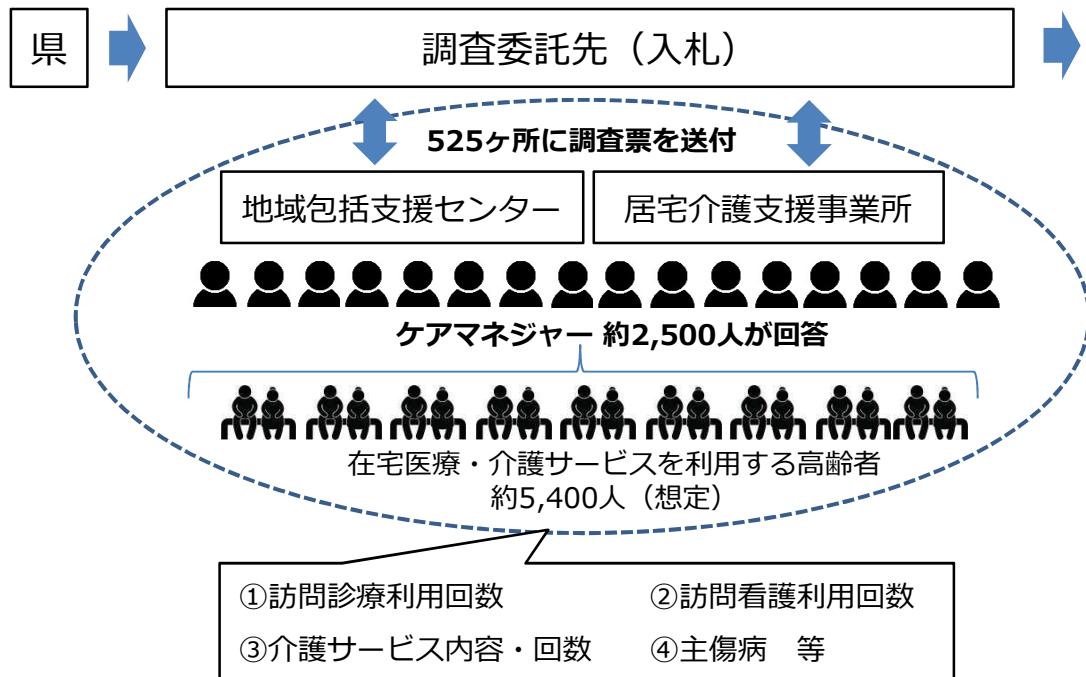 県
調査委託先（入札）
525ヶ所に調査票を送付
地域包括支援センター
居宅介護支援事業所
ケアマネジャー 約2,500人が回答
在宅医療・介護サービスを利用する高齢者
約5,400人（想定）
①訪問診療利用回数
②訪問看護利用回数
③介護サービス内容・回数
④主傷病　等